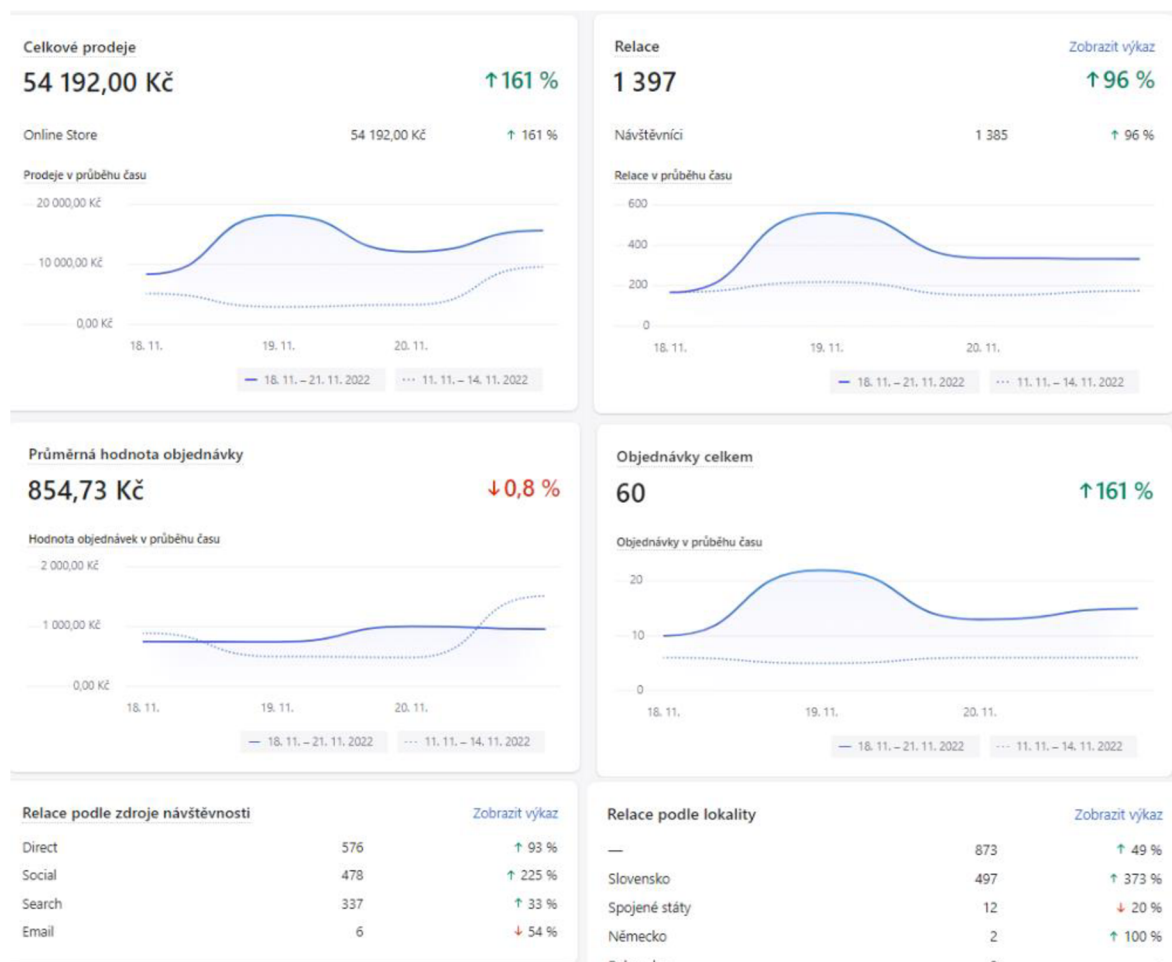 Celkové prodeje
54 192,00 Kč ↑161 %
Online Store 54 192,00 Kč ↑ 161 %
Prodeje v průběhu času
20 000,00 Kč
10 000,00 Kč
0,00 Kč
18. 11. 19. 11. 20. 11.
18. 11. – 21. 11. 2022 11. 11. – 14. 11. 2022
Relace Zobrazit výkaz
1 397 ↑96 %
Návštěvníci 1 385 ↑ 96 %
Relace v průběhu času
600
400
200
0
18. 11. 19. 11. 20. 11.
18. 11. – 21. 11. 2022 11. 11. – 14. 11. 2022
Průměrná hodnota objednávky
854,73 Kč ↓0,8 %
Hodnota objednávek v průběhu času
2 000,00 Kč
1 000,00 Kč
0,00 Kč
18. 11. 19. 11. 20. 11.
18. 11. – 21. 11. 2022 11. 11. – 14. 11. 2022
Objednávky celkem
60 ↑161 %
Objednávky v průběhu času
20
10
0
18. 11. 19. 11. 20. 11.
18. 11. – 21. 11. 2022 11. 11. – 14. 11. 2022
Relace podle zdroje návštěvnosti Zobrazit výkaz
Direct 576 ↑ 93 %
Social 478 ↑ 225 %
Search 337 ↑ 33 %
Email 6 ↓ 54 %
Relace podle lokality Zobrazit výkaz
— 873 ↑ 49 %
Slovensko 497 ↑ 373 %
Spojené státy 12 ↓ 20 %
Německo 2 ↑ 100 %